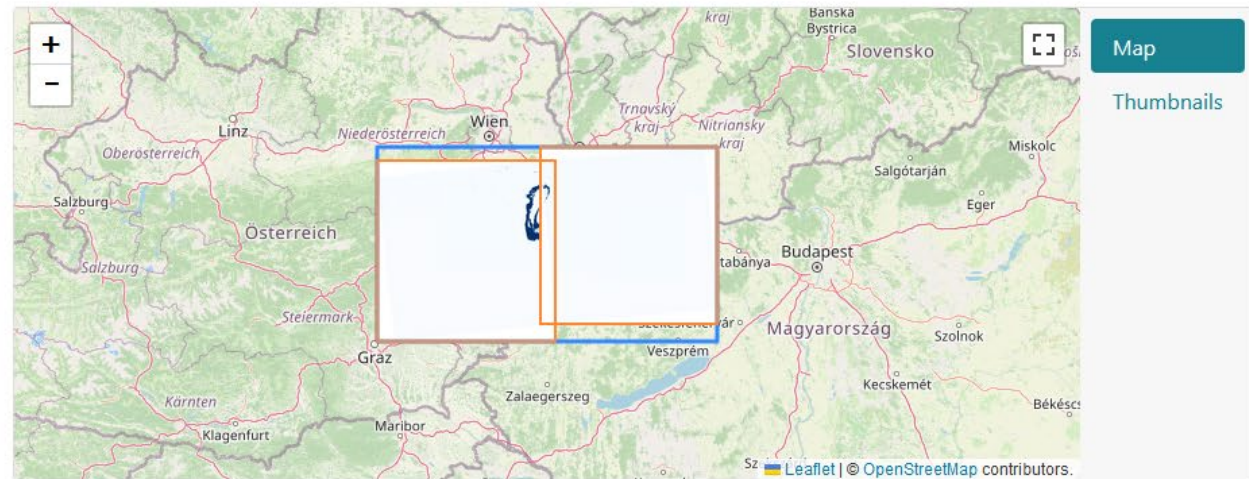 +
−
Map
Thumbnails
kraj
Banská
Bystrica
Slovensko
Linz
Niederösterreich
Wien
Trnavský
kraj
Nitriansky
kraj
Miskolc
Oberösterreich
Salgótarján
Salzburg
Eger
Österreich
Salzburg
tabánya
Budapest
Steiermark
Magyarország
Szolnok
Graz
Veszprém
Zalaegerszeg
Kecskemét
Kärnten
Békésc
Klagenfurt
Maribor
Leaflet | © OpenStreetMap contributors.